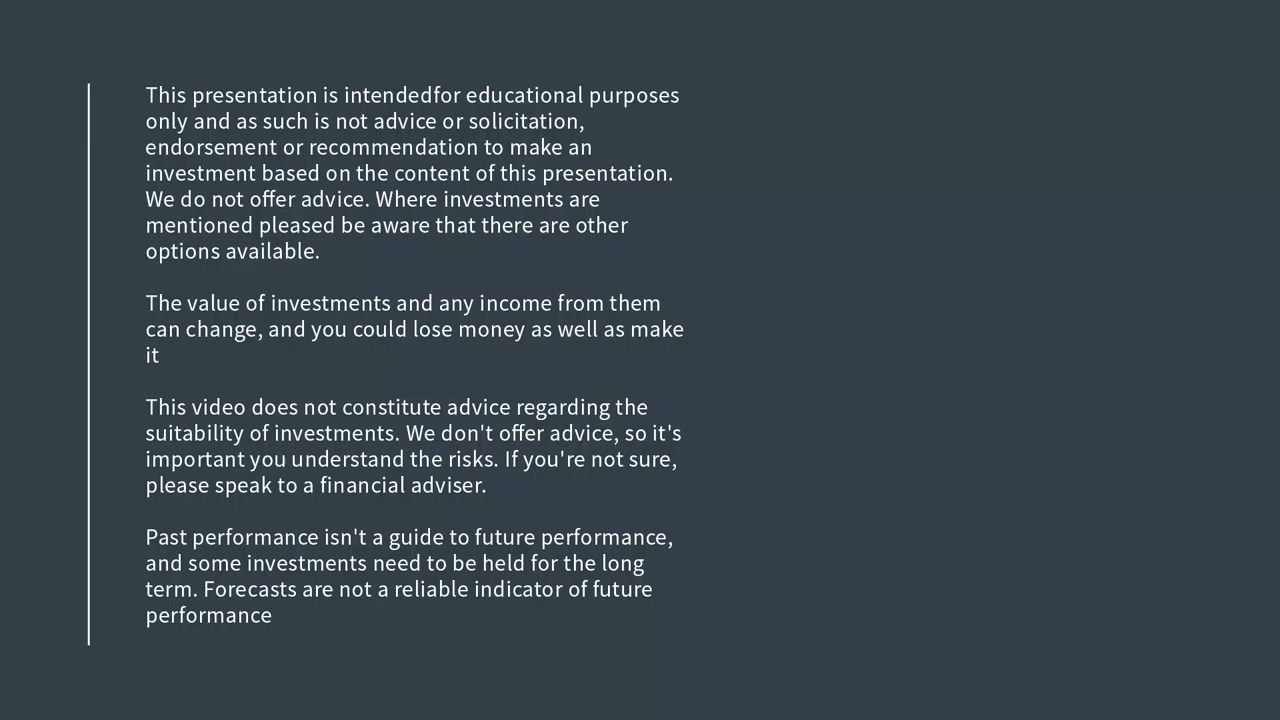 This presentation is intendedfor educational purposes
only and as such is not advice or solicitation,
endorsement or recommendation to make an
investment based on the content of this presentation.
We do not offer advice. Where investments are
mentioned pleased be aware that there are other
options available.
The value of investments and any income from them
can change, and you could lose money as well as make
it
This video does not constitute advice regarding the
suitability of investments. We don't offer advice, so it's
important you understand the risks. If you're not sure,
please speak to a financial adviser.
Past performance isn't a guide to future performance,
and some investments need to be held for the long
term. Forecasts are not a reliable indicator of future
performance